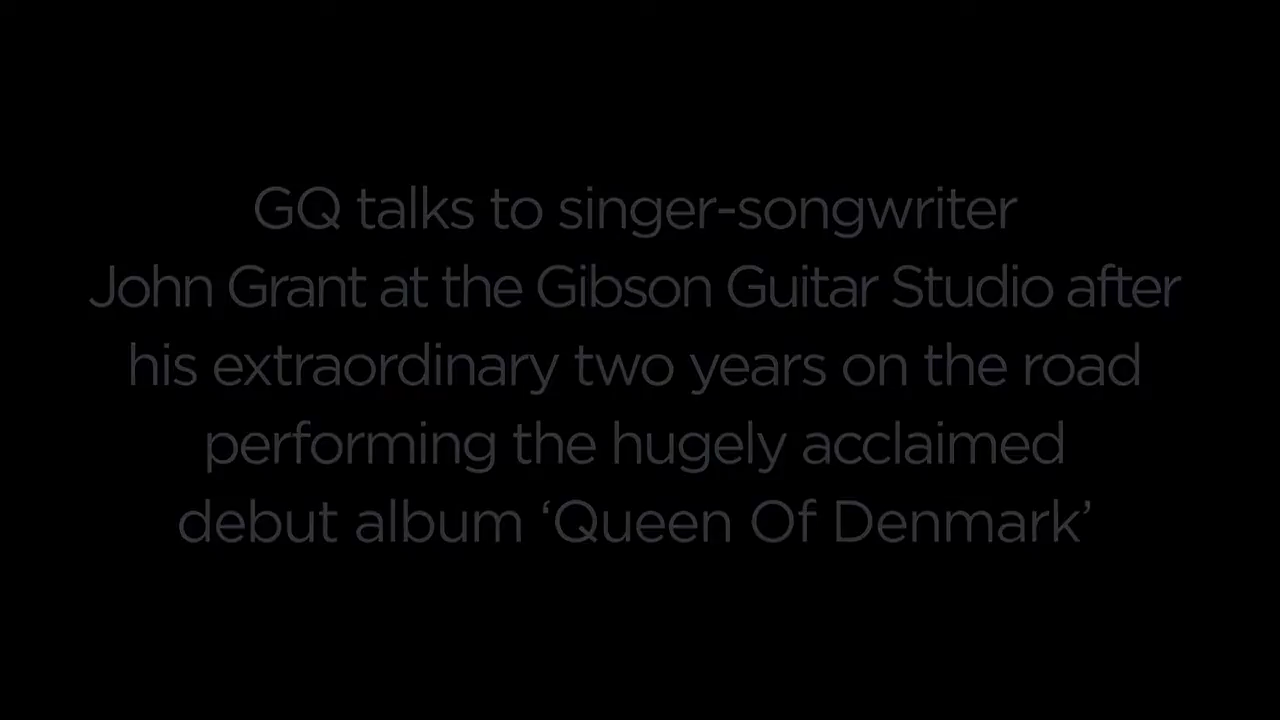 GQ talks to singer-songwriter
John Grant at the Gibson Guitar Studio after
his extraordinary two years on the road
performing the hugely acclaimed
debut album ‘Queen Of Denmark’